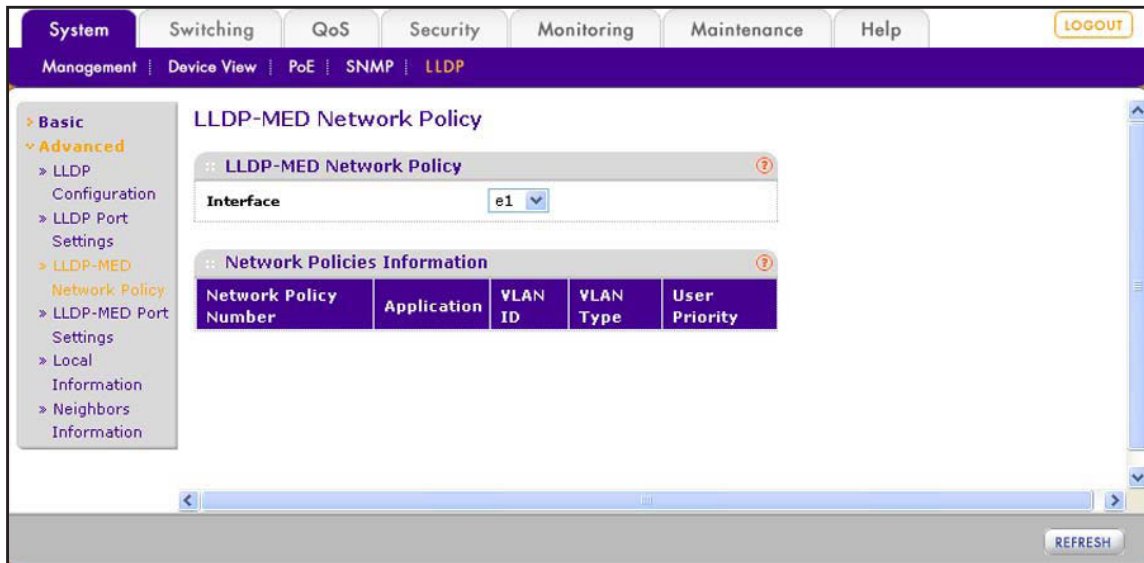 System Switching QoS Security Monitoring Maintenance Help LOGOUT
Management Device View PoE SNMP LLDP
Basic
Advanced
» LLDP
Configuration
» LLDP Port
Settings
» LLDP-MED
Network Policy
» LLDP-MED Port
Settings
» Local
Information
» Neighbors
Information
LLDP-MED Network Policy
LLDP-MED Network Policy ?
Interface e1
Network Policies Information ?
Network Policy
Number
Application
VLAN
ID
VLAN
Type
User
Priority
REFRESH